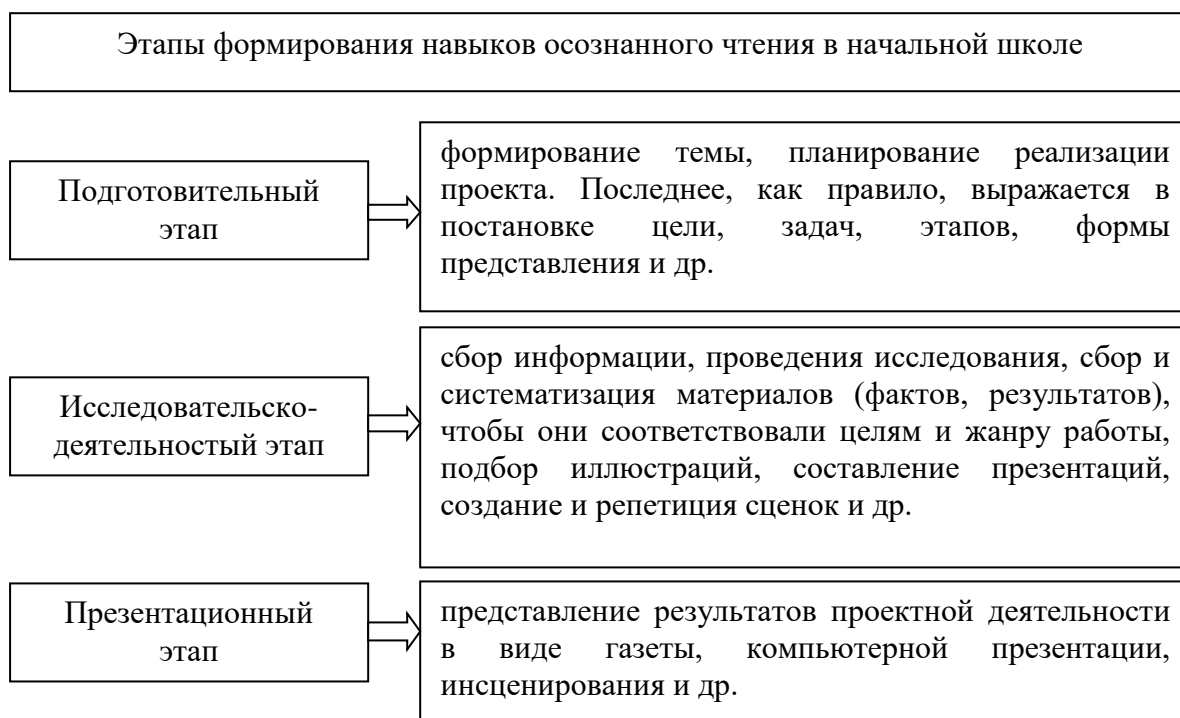 Этапы формирования навыков осознанного чтения в начальной школе
Подготовительный
этап
формирование темы, планирование реализации
проекта. Последнее, как правило, выражается в
постановке цели, задач, этапов, формы
представления и др.
Исследовательско-
деятельностый этап
сбор информации, проведения исследования, сбор и
систематизация материалов (фактов, результатов),
чтобы они соответствовали целям и жанру работы,
подбор иллюстраций, составление презентаций,
создание и репетиция сценок и др.
Презентационный
этап
представление результатов проектной деятельности
в виде газеты, компьютерной презентации,
инсценирования и др.